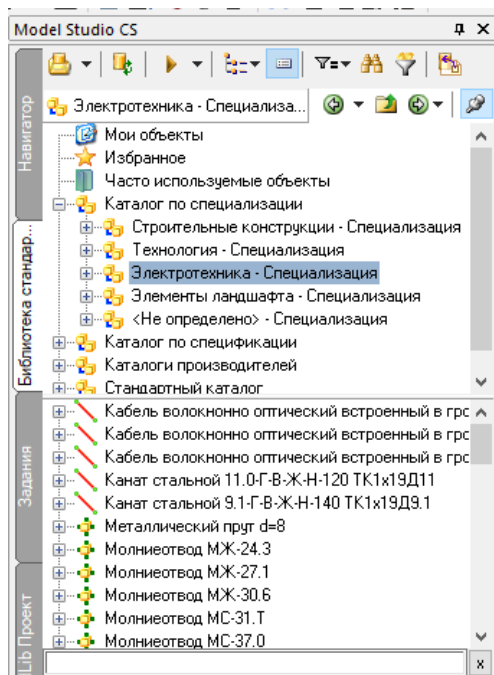 Model Studio CS
Электротехника - Специализа...
Мои объекты
Избранное
Часто используемые объекты
Каталог по специализации
Строительные конструкции - Специализация
Технология - Специализация
Электротехника - Специализация
Элементы ландшафта - Специализация
<Не определено> - Специализация
Каталог по спецификации
Каталоги производителей
Стандартный каталог
Кабель волоконно оптический встроенный в грс
Кабель волоконно оптический встроенный в грс
Кабель волоконно оптический встроенный в грс
Канат стальной 11.0-Г-В-Ж-Н-120 ТК1х19Д11
Канат стальной 9.1-Г-В-Ж-Н-140 ТК1х19Д9.1
Металлический прут d=8
Молниеотвод МЖ-24.3
Молниеотвод МЖ-27.1
Молниеотвод МЖ-30.6
Молниеотвод МС-31.Т
Молниеотвод МС-37.0
Навигатор
Библиотека стандар...
Задания
Lib Проект
x